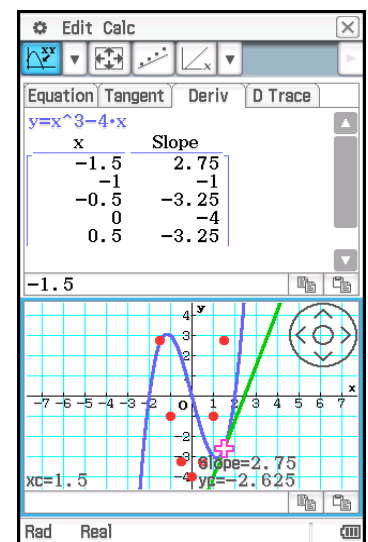 Edit Calc
Equation Tangent Deriv D Trace
y=x^3-4·x
x Slope
-1.5 2.75
-1 -1
-0.5 -3.25
0 -4
0.5 -3.25
-1.5
y
4
3
2
x
-7 -6 -5 -4 -3 -2 0 1 2 3 4 5 6 7
-2
-3
Slope=2.75
-4
xc=1.5 yc=-2.625
Rad Real